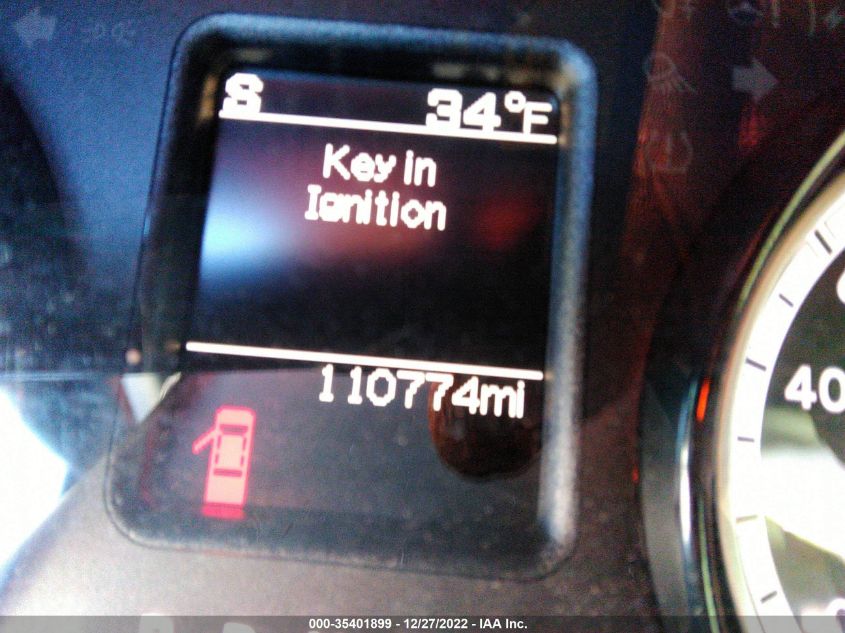 S 34°F
Key in
Ignition
110774mi
40
000-35401899 - 12/27/2022 - IAA Inc.